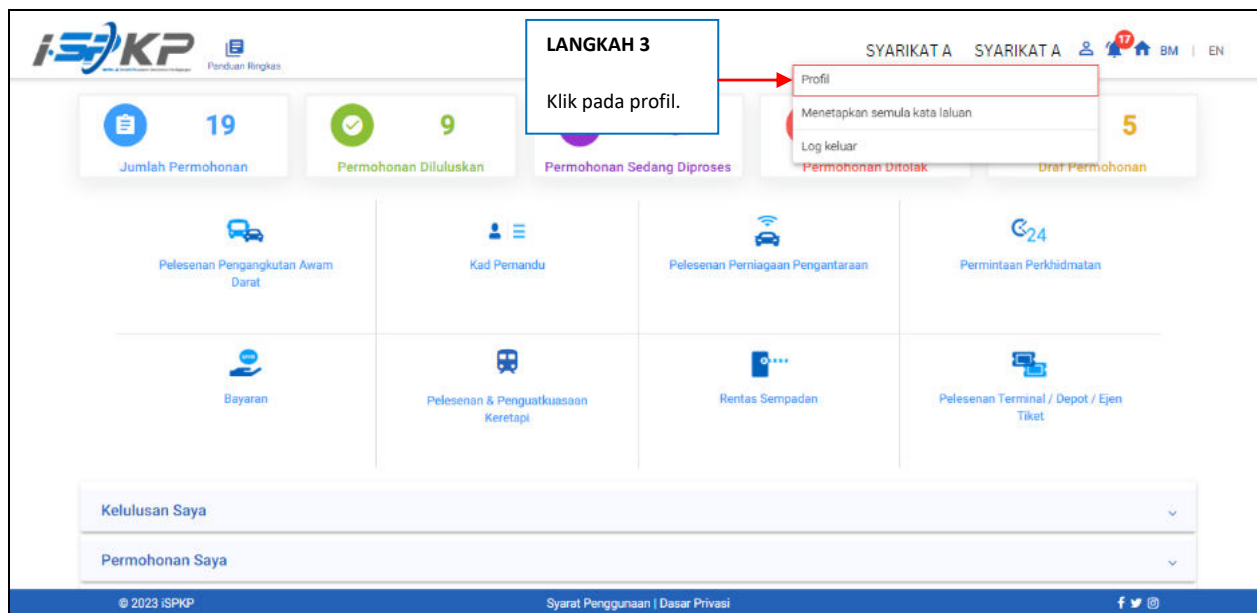 iSPKP
Panduan Ringkas
LANGKAH 3
Klik pada profil.
SYARIKAT A SYARIKAT A 17 BM | EN
Profil
Menetapkan semula kata laluan
Log keluar
19
Jumlah Permohonan
9
Permohonan Diluluskan
Permohonan Sedang Diproses
Permohonan Ditolak
5
Draf Permohonan
Pelesenan Pengangkutan Awam
Darat
Kad Pemandu
Pelesenan Perniagaan Pengantaraan
24
Permintaan Perkhidmatan
Bayaran
Pelesenan & Penguatkuasaan
Keretapi
Rentas Sempadan
Pelesenan Terminal / Depot / Ejen
Tiket
Kelulusan Saya
Permohonan Saya
© 2023 iSPKP
Syarat Penggunaan | Dasar Privasi